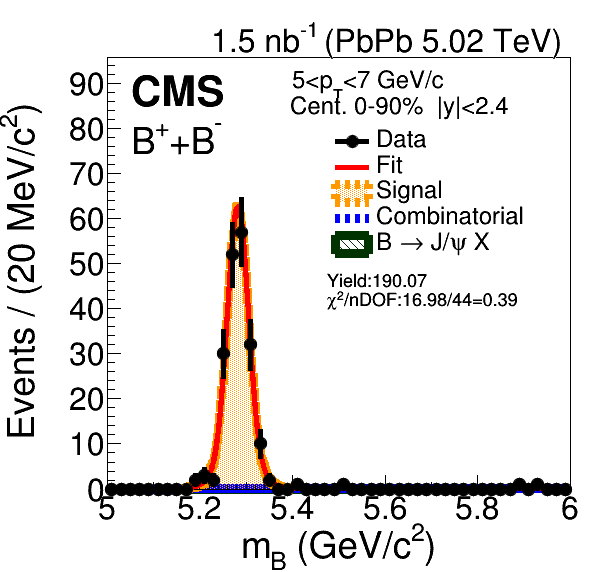 1.5 nb⁻¹ (PbPb 5.02 TeV)
CMS
B⁺+B⁻
5<p_T<7 GeV/c
Cent. 0-90% |y|<2.4
Data
Fit
Signal
Combinatorial
B → J/ψ X
Yield:190.07
χ²/nDOF:16.98/44=0.39
Events / (20 MeV/c²)
90
80
70
60
50
40
30
20
10
0
5 5.2 5.4 5.6 5.8 6
m_B (GeV/c²)